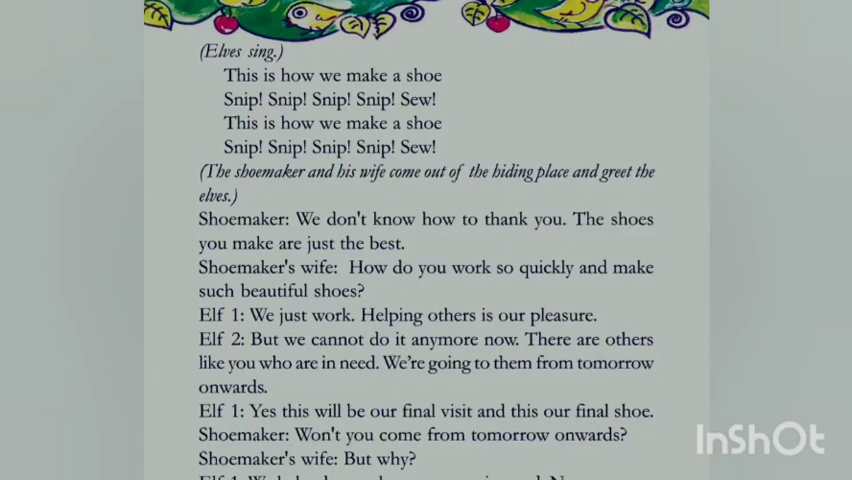 (Elves sing.)
This is how we make a shoe
Snip! Snip! Snip! Snip! Sew!
This is how we make a shoe
Snip! Snip! Snip! Snip! Sew!
(The shoemaker and his wife come out of the hiding place and greet the
elves.)
Shoemaker: We don't know how to thank you. The shoes
you make are just the best.
Shoemaker's wife: How do you work so quickly and make
such beautiful shoes?
Elf 1: We just work. Helping others is our pleasure.
Elf 2: But we cannot do it anymore now. There are others
like you who are in need. We're going to them from tomorrow
onwards.
Elf 1: Yes this will be our final visit and this our final shoe.
Shoemaker: Won't you come from tomorrow onwards?
Shoemaker's wife: But why?
InShOt